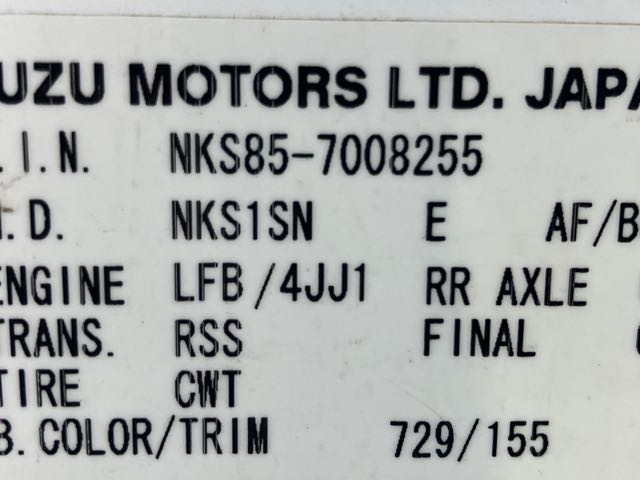 UZU MOTORS LTD. JAPA
.I.N. NKS85-7008255
.D. NKS1SN E AF/B
ENGINE LFB/4JJ1 RR AXLE
TRANS. RSS FINAL
TIRE CWT
B. COLOR/TRIM 729/155